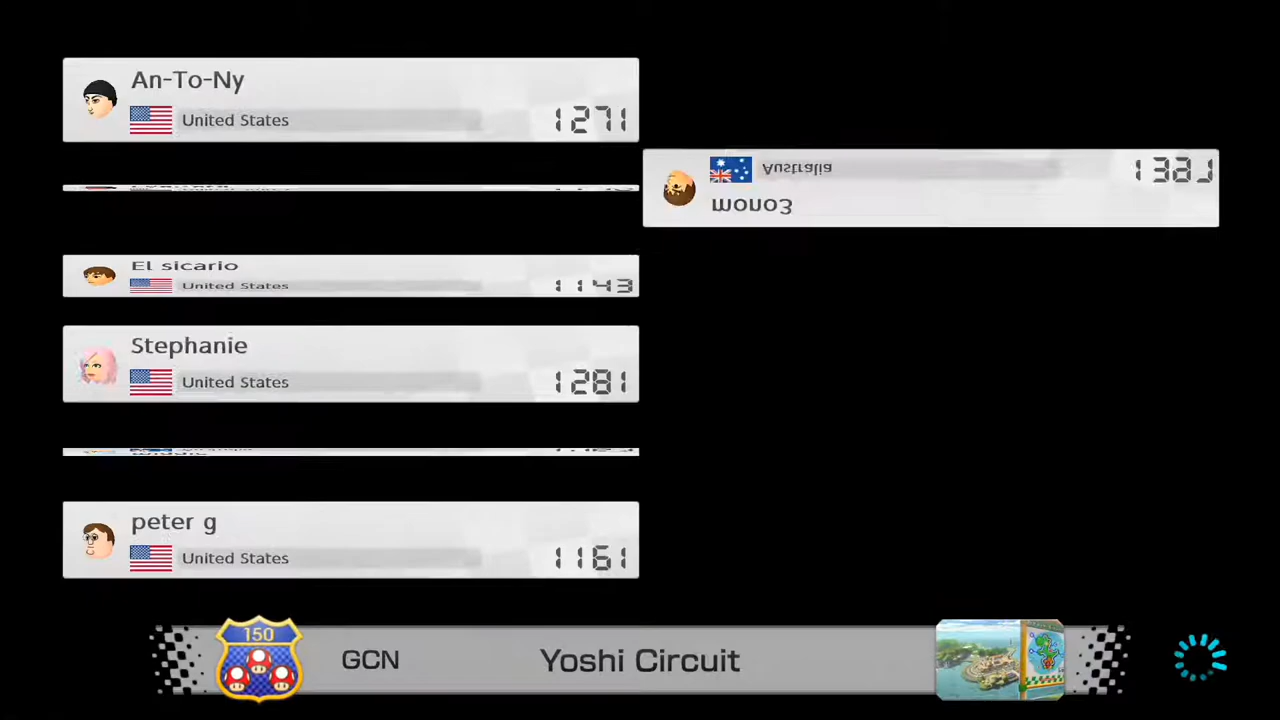 An-To-Ny
United States
1271
Australia
mono3
El sicario
United States
1143
Stephanie
United States
1281
peter g
United States
1161
150
GCN
Yoshi Circuit